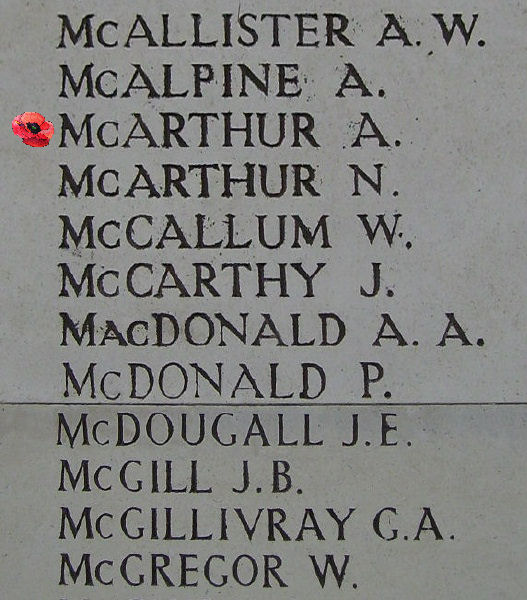 McALLISTER A. W.
McALPINE A.
McARTHUR A.
McARTHUR N.
McCALLUM W.
McCARTHY J.
MacDONALD A. A.
McDONALD P.
McDOUGALL J.E.
McGILL J.B.
McGILLIVRAY G.A.
McGREGOR W.